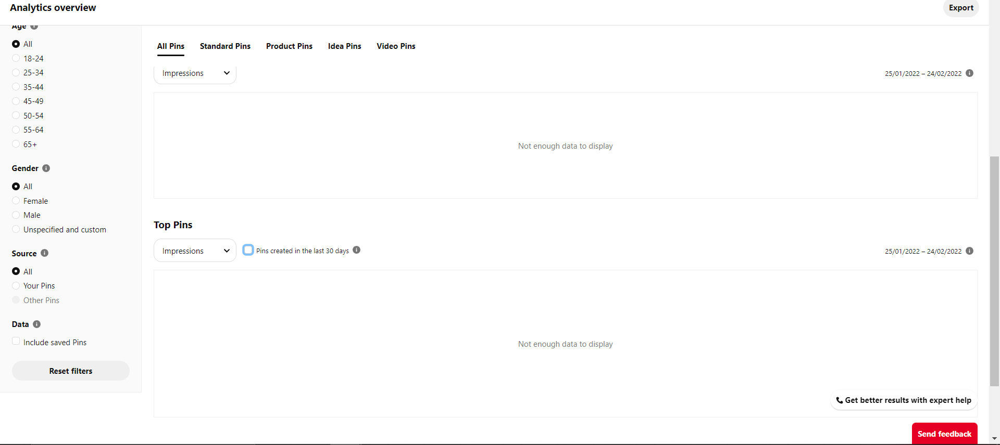 Analytics overview
Export
Age
All
18-24
25-34
35-44
45-49
50-54
55-64
65+
Gender
All
Female
Male
Unspecified and custom
Source
All
Your Pins
Other Pins
Data
Include saved Pins
Reset filters
All Pins Standard Pins Product Pins Idea Pins Video Pins
Impressions
25/01/2022 – 24/02/2022
Not enough data to display
Top Pins
Impressions
Pins created in the last 30 days
25/01/2022 – 24/02/2022
Not enough data to display
Get better results with expert help
Send feedback